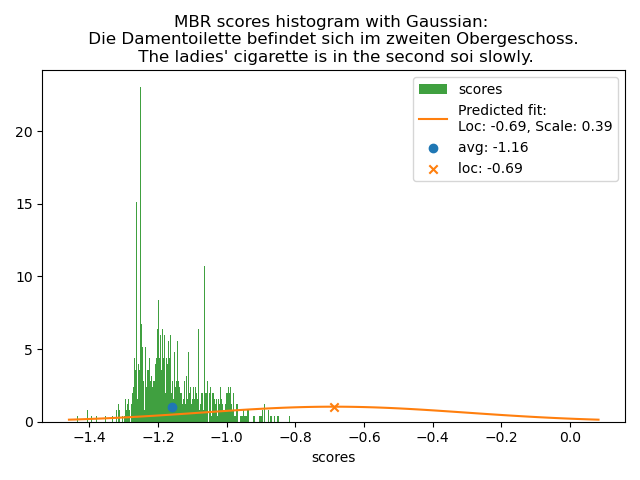 MBR scores histogram with Gaussian:
Die Damentoilette befindet sich im zweiten Obergeschoss.
The ladies' cigarette is in the second soi slowly.
scores
Predicted fit:
Loc: -0.69, Scale: 0.39
avg: -1.16
loc: -0.69
20
15
10
5
0
−1.4 −1.2 −1.0 −0.8 −0.6 −0.4 −0.2 0.0
scores